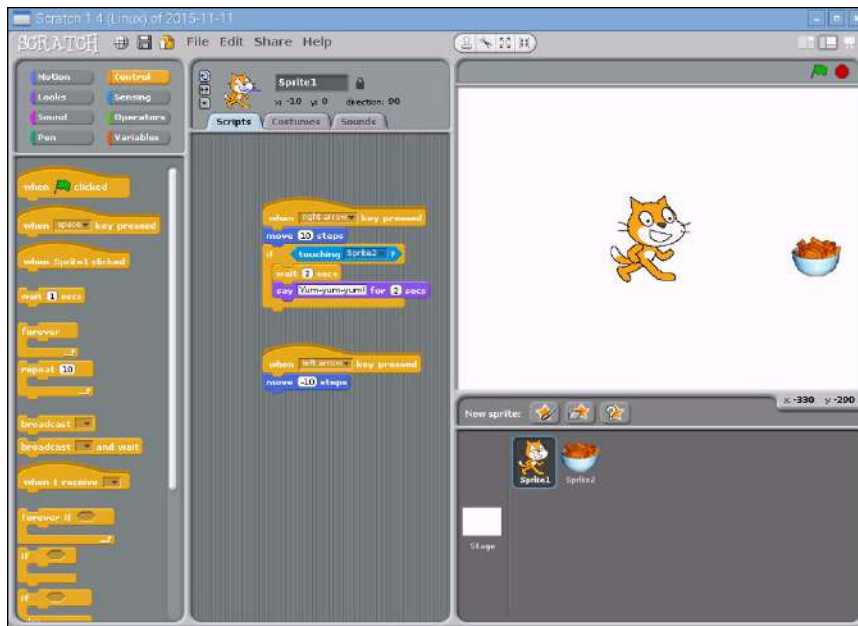 Scratch 1.4 (Linux) of 2015-11-11
SCRATCH File Edit Share Help
Motion Control
Looks Sensing
Sound Operators
Pen Variables
when clicked
when space key pressed
when Sprite1 clicked
wait 1 secs
forever
repeat 10
broadcast
broadcast and wait
when I receive
forever if
if
if
else
Sprite1
x: -10 y: 0 direction: 90
Scripts Costumes Sounds
when right arrow key pressed
move 10 steps
if touching Sprite2 ?
wait 2 secs
say Yum-yum-yum! for 2 secs
when left arrow key pressed
move -10 steps
x: -330 y: -290
New sprite:
Sprite1 Sprite2
Stage